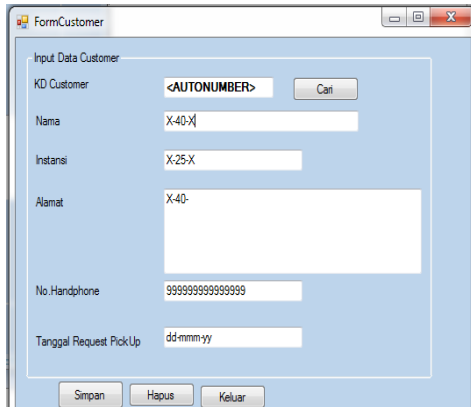 FormCustomer
Input Data Customer
KD Customer <AUTONUMBER> Cari
Nama X-40-X
Instansi X-25-X
Alamat X-40-
No.Handphone 999999999999999
Tanggal Request PickUp dd-mmm-yy
Simpan Hapus Keluar